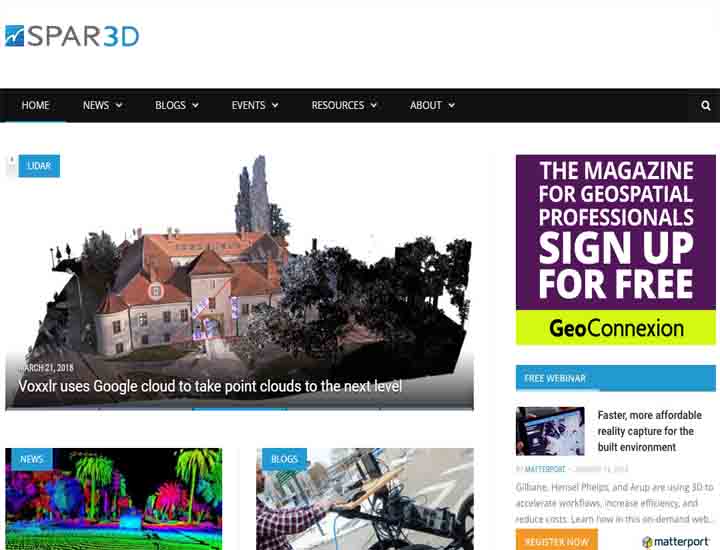 SPAR3D
HOME NEWS BLOGS EVENTS RESOURCES ABOUT
LIDAR
MARCH 21, 2018
Voxxlr uses Google cloud to take point clouds to the next level
NEWS
BLOGS
THE MAGAZINE
FOR GEOSPATIAL
PROFESSIONALS
SIGN UP
FOR FREE
GeoConnexion
FREE WEBINAR
Faster, more affordable
reality capture for the
built environment
BY MATTERPORT
Gilbane, Hensel Phelps, and Arup are using 3D to
accelerate workflows, increase efficiency, and
reduce costs. Learn how in this on-demand web...
REGISTER NOW
matterport